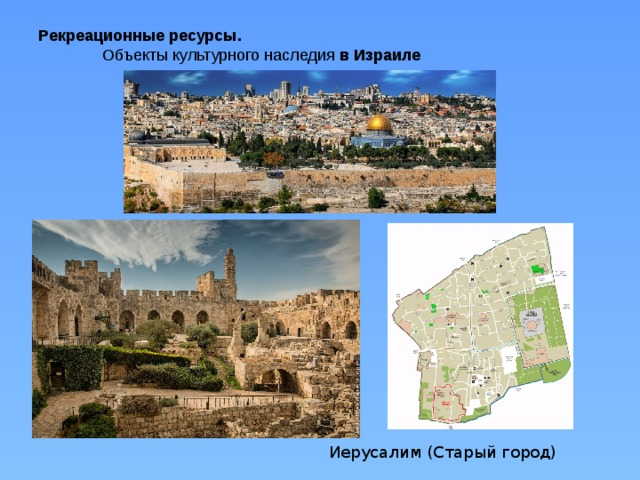 Рекреационные ресурсы.
Объекты культурного наследия в Израиле
Иерусалим (Старый город)